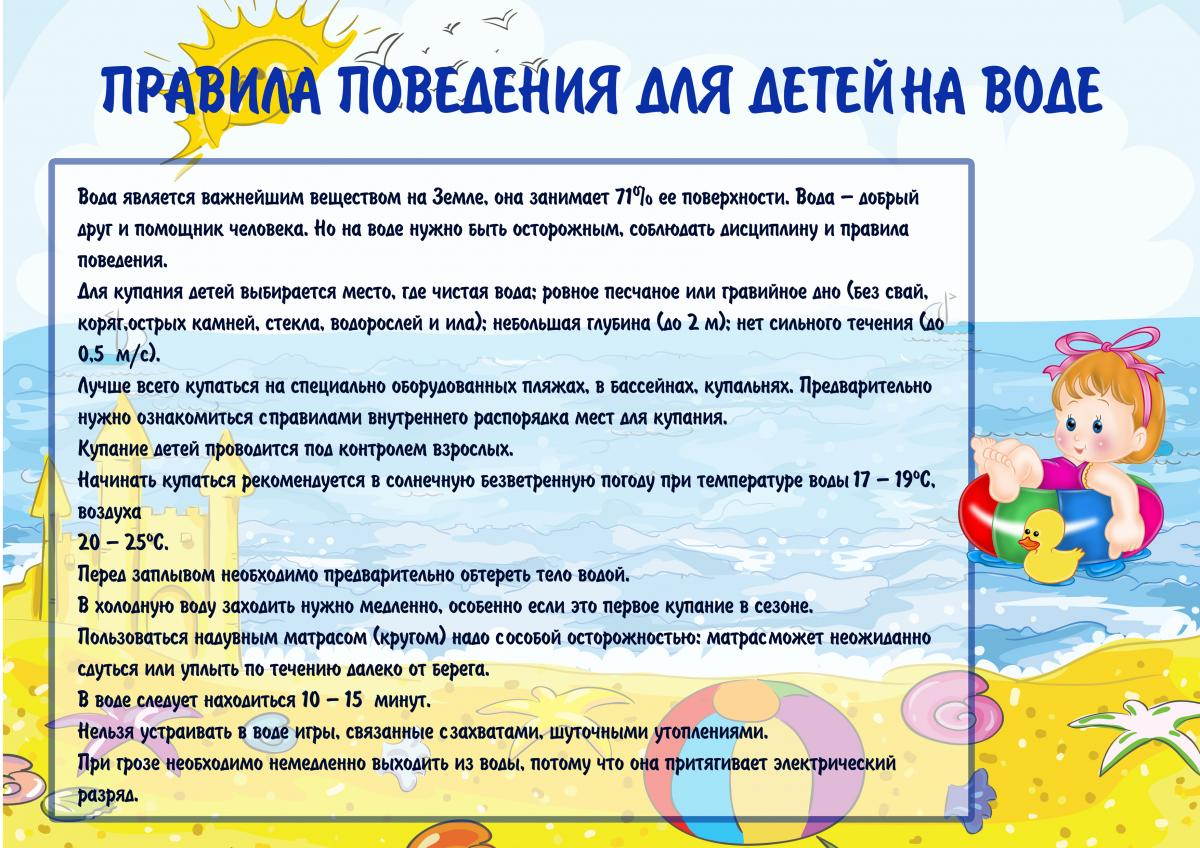 ПРАВИЛА ПОВЕДЕНИЯ ДЛЯ ДЕТЕЙ НА ВОДЕ
Вода является важнейшим веществом на Земле, она занимает 71% ее поверхности. Вода – добрый
друг и помощник человека. Но на воде нужно быть осторожным, соблюдать дисциплину и правила
поведения.
Для купания детей выбирается место, где чистая вода; ровное песчаное или гравийное дно (без свай,
коряг,острых камней, стекла, водорослей и ила); небольшая глубина (до 2 м); нет сильного течения (до
0,5 м/с).
Лучше всего купаться на специально оборудованных пляжах, в бассейнах, купальнях. Предварительно
нужно ознакомиться с правилами внутреннего распорядка мест для купания.
Купание детей проводится под контролем взрослых.
Начинать купаться рекомендуется в солнечную безветренную погоду при температуре воды 17 – 19ºС,
воздуха
20 – 25ºС.
Перед заплывом необходимо предварительно обтереть тело водой.
В холодную воду заходить нужно медленно, особенно если это первое купание в сезоне.
Пользоваться надувным матрасом (кругом) надо с особой осторожностью: матрас может неожиданно
сдуться или уплыть по течению далеко от берега.
В воде следует находиться 10 – 15 минут.
Нельзя устраивать в воде игры, связанные с захватами, шуточными утоплениями.
При грозе необходимо немедленно выходить из воды, потому что она притягивает электрический
разряд.